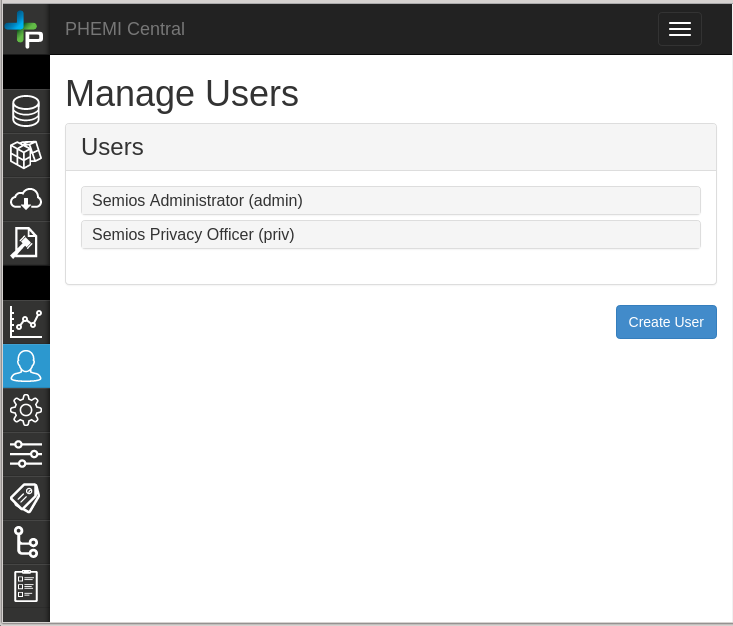 PHEMI Central
Manage Users
Users
Semios Administrator (admin)
Semios Privacy Officer (priv)
Create User